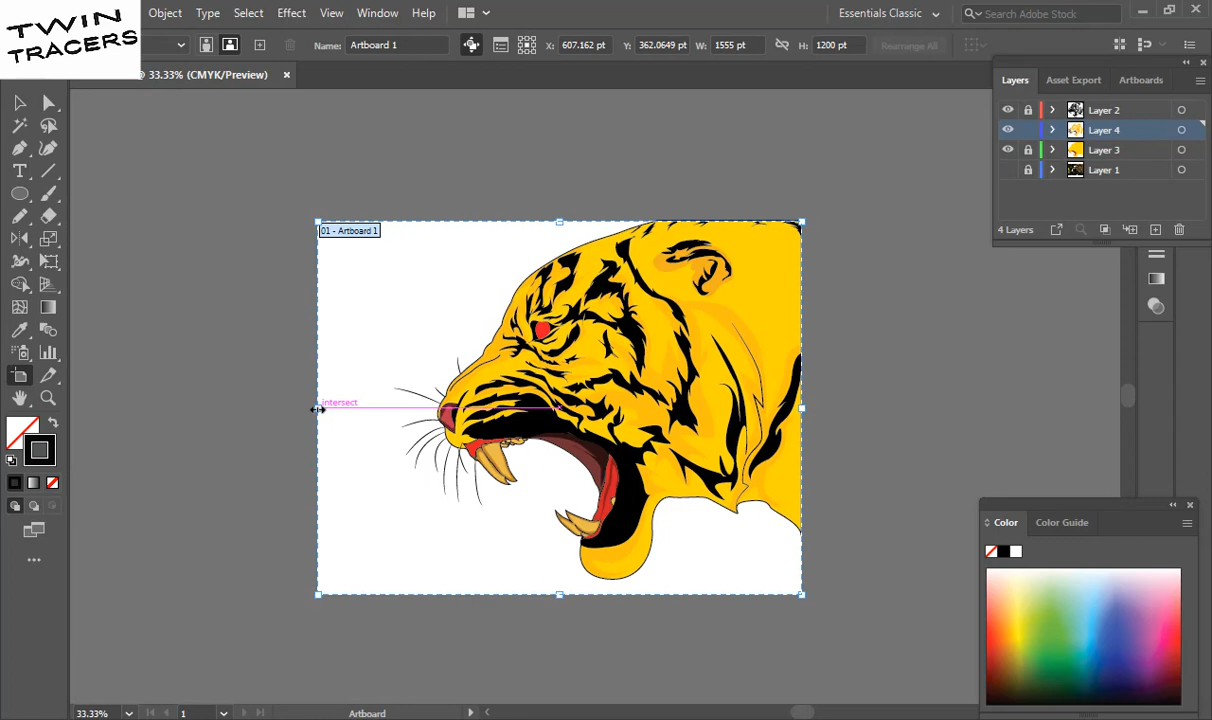 TWIN
TRACERS
Object Type Select Effect View Window Help
Essentials Classic
Search Adobe Stock
Name: Artboard 1
X: 607.162 pt Y: 362.0649 pt W: 1555 pt H: 1200 pt Rearrange All
@ 33.33% (CMYK/Preview)
Layers Asset Export Artboards
Layer 2
Layer 4
Layer 3
Layer 1
4 Layers
01 - Artboard 1
intersect
Color Color Guide
33.33% 1 Artboard